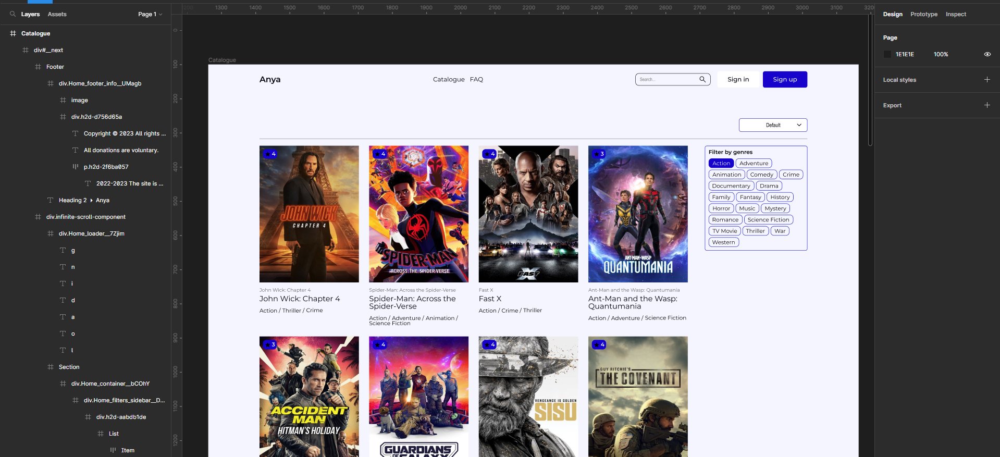 Layers Assets Page 1
Catalogue
div#__next
Footer
div.Home_footer_info__UMagb
image
div.h2d-d756d65a
Copyright © 2023 All rights ...
All donations are voluntary.
p.h2d-2f6ba057
2022-2023 The site is ...
Heading 2 Anya
div.infinite-scroll-component
div.Home_loader__7Zjim
g
n
i
d
a
o
l
Section
div.Home_container__bCOhY
div.Home_filters_sidebar__D...
div.h2d-aabdb1de
List
Item
1200 1300 1400 1500 1600 1700 1800 1900 2000 2100 2200 2300 2400 2500 2600 2700 2800 2900 3000 3100 320
0
100
200
300
400
500
600
700
800
900
1000
1100
1200
Catalogue
Anya
Catalogue FAQ
Search...
Sign in
Sign up
Default
4
4
4
3
JOHN WICK
CHAPTER 4
SPIDER-MAN
ACROSS THE SPIDER-VERSE
FAST X
ANT-MAN AND THE WASP
QUANTUMANIA
John Wick: Chapter 4
John Wick: Chapter 4
Action / Thriller / Crime
Spider-Man: Across the Spider-Verse
Spider-Man: Across the
Spider-Verse
Action / Adventure / Animation /
Science Fiction
Fast X
Fast X
Action / Crime / Thriller
Ant-Man and the Wasp: Quantumania
Ant-Man and the Wasp:
Quantumania
Action / Adventure / Science Fiction
3
4
4
4
ACCIDENT
MAN
HITMAN'S HOLIDAY
GUARDIANS
OF THE GALAXY
VENGEANCE IS GOLDEN
SISU
GUY RITCHIE'S
THE COVENANT
Filter by genres
Action Adventure
Animation Comedy Crime
Documentary Drama
Family Fantasy History
Horror Music Mystery
Romance Science Fiction
TV Movie Thriller War
Western
Design Prototype Inspect
Page
1E1E1E 100%
Local styles
Export